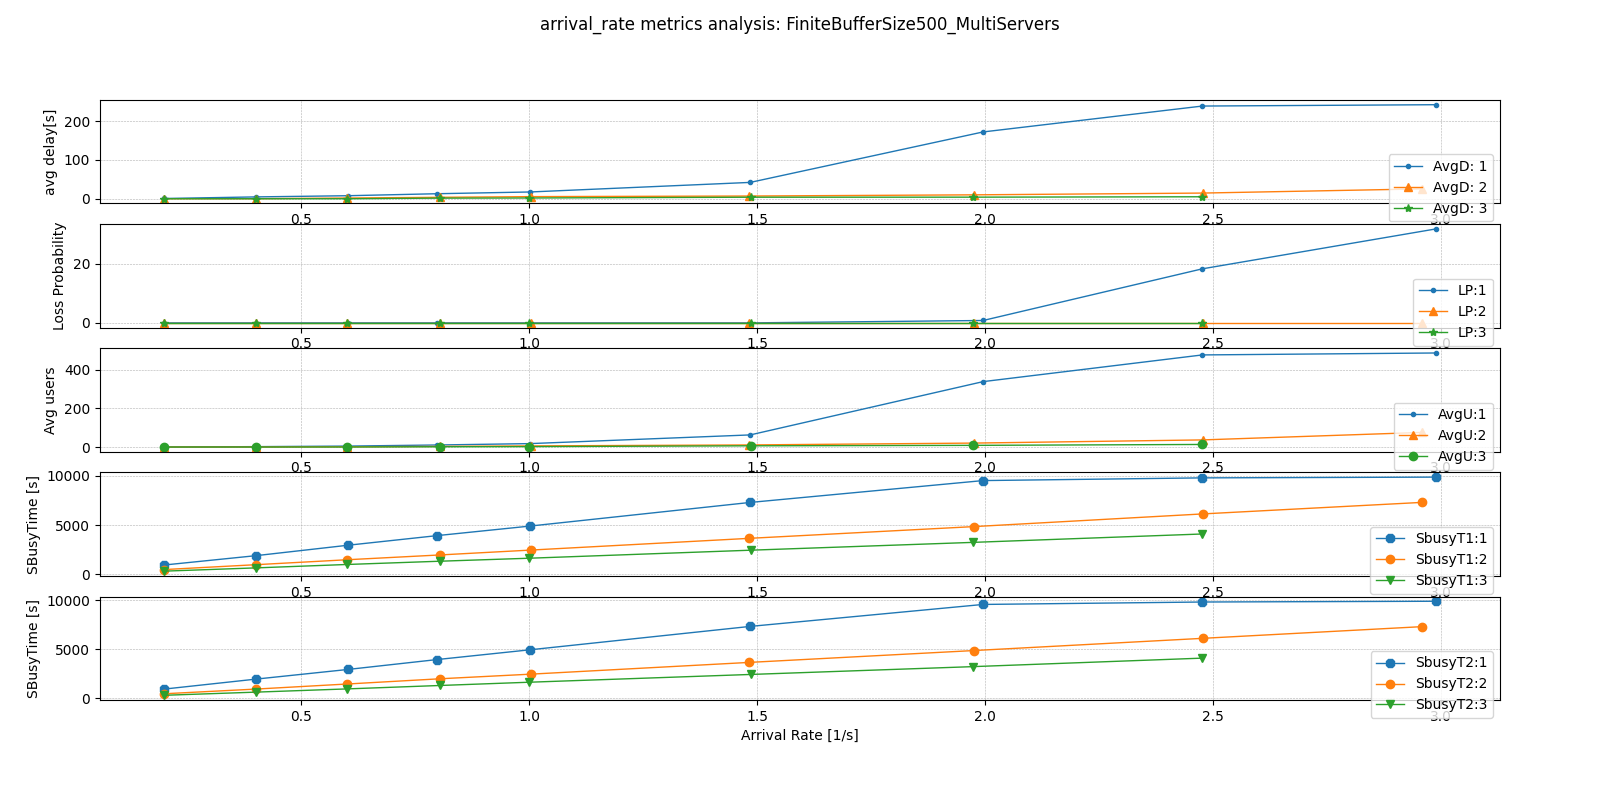 arrival_rate metrics analysis: FiniteBufferSize500_MultiServers
avg delay[s]
200
100
0
AvgD: 1
AvgD: 2
AvgD: 3
0.5 1.0 1.5 2.0 2.5 3.0
Loss Probability
20
0
LP:1
LP:2
LP:3
0.5 1.0 1.5 2.0 2.5 3.0
Avg users
400
200
0
AvgU:1
AvgU:2
AvgU:3
0.5 1.0 1.5 2.0 2.5 3.0
SBusyTime [s]
10000
5000
0
SbusyT1:1
SbusyT1:2
SbusyT1:3
0.5 1.0 1.5 2.0 2.5 3.0
SBusyTime [s]
10000
5000
0
SbusyT2:1
SbusyT2:2
SbusyT2:3
0.5 1.0 1.5 2.0 2.5 3.0
Arrival Rate [1/s]